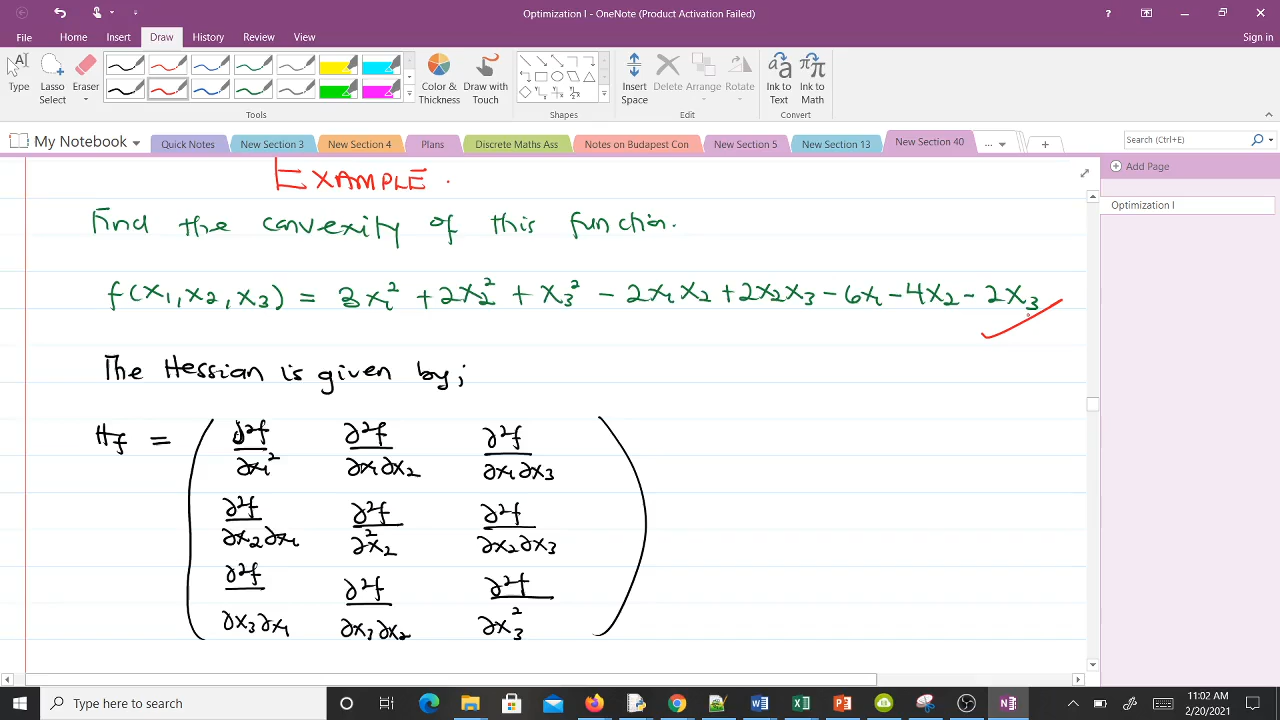 Optimization I - OneNote (Product Activation Failed)
File Home Insert Draw History Review View Sign in
Type Lasso Select Eraser Color & Thickness Draw with Touch Insert Space Delete Arrange Rotate Ink to Text Ink to Math
Tools Shapes Edit Convert
My Notebook Quick Notes New Section 3 New Section 4 Plans Discrete Maths Ass Notes on Budapest Con New Section 5 New Section 13 New Section 40 ... Search (Ctrl+E)
Add Page
Optimization I
EXAMPLE.
Find the convexity of this function.
f(x₁,x₂,x₃) = 3x₁² + 2x₂² + x₃² - 2x₁x₂ + 2x₂x₃ - 6x₁ - 4x₂ - 2x₃
The Hessian is given by;
H_f = ( ∂²f/∂x₁² ∂²f/∂x₁∂x₂ ∂²f/∂x₁∂x₃
∂²f/∂x₂∂x₁ ∂²f/∂²x₂ ∂²f/∂x₂∂x₃
∂²f/∂x₃∂x₁ ∂²f/∂x₃∂x₂ ∂²f/∂x₃² )
Type here to search
11:02 AM
2/20/2021